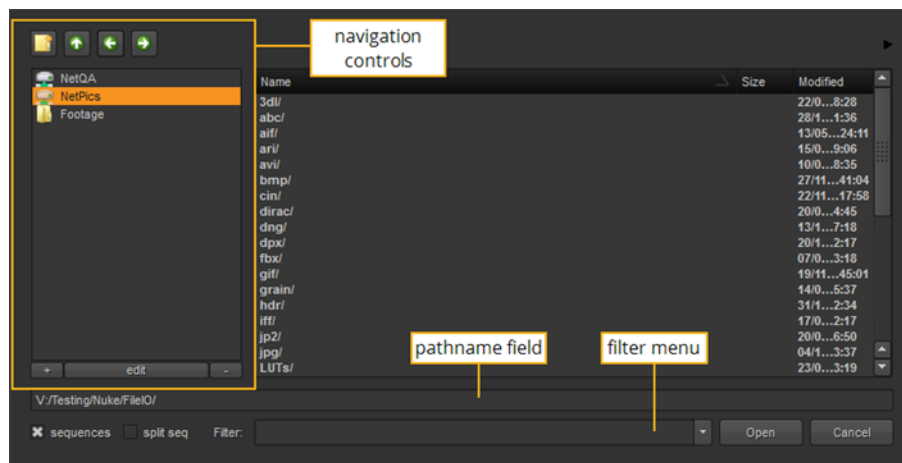 navigation
controls
NetQA
NetPics
Footage
+ edit -
Name Size Modified
3dl/ 22/0...8:28
abc/ 28/1...1:36
aif/ 13/05...24:11
ari/ 15/0...9:06
avi/ 10/0...8:35
bmp/ 27/11...41:04
cin/ 22/11...17:58
dirac/ 20/0...4:45
dng/ 13/1...7:18
dpx/ 20/1...2:17
fbx/ 07/0...3:18
gif/ 19/11...45:01
grain/ 14/0...5:37
hdr/ 31/1...2:34
iff/ 17/0...2:17
jp2/ 20/0...6:50
jpg/ 04/1...3:37
LUTs/ 23/0...3:19
pathname field
filter menu
V:/Testing/Nuke/FileIO/
sequences split seq Filter: Open Cancel